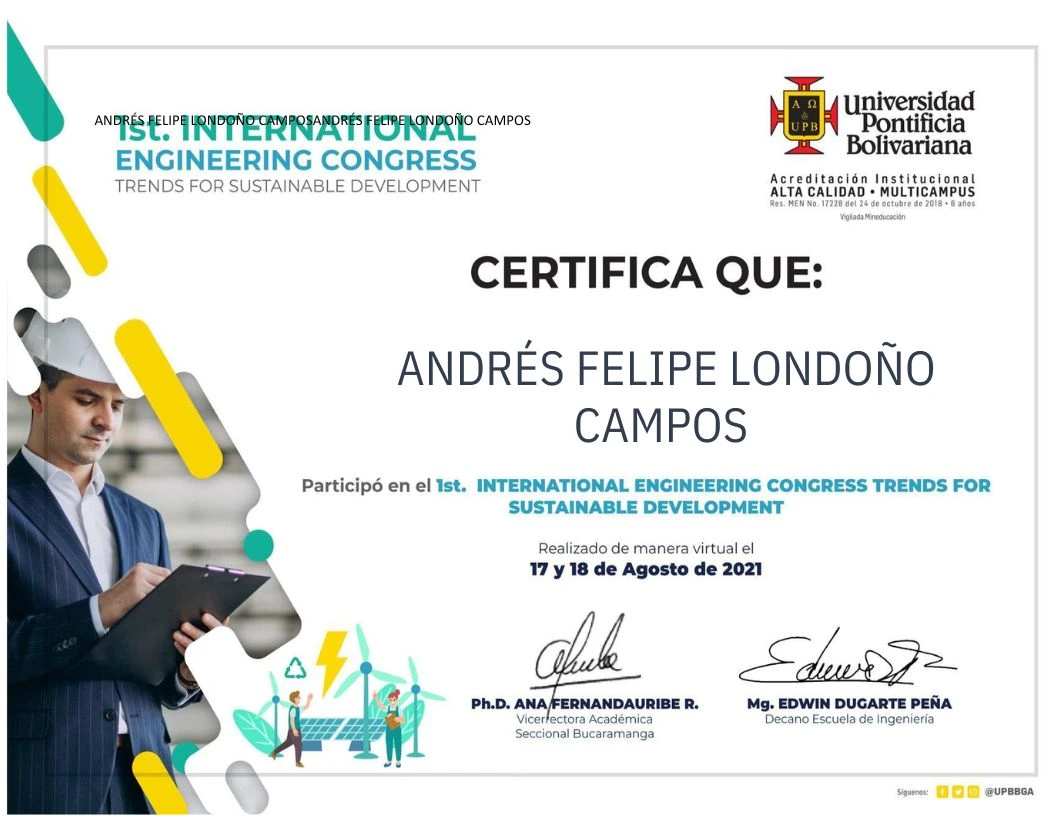 ANDRÉS FELIPE LONDOÑO CAMPOSANDRÉS FELIPE LONDOÑO CAMPOS
1st. INTERNATIONAL
ENGINEERING CONGRESS
TRENDS FOR SUSTAINABLE DEVELOPMENT
A Ω
UPB
Universidad
Pontificia
Bolivariana
Acreditación Institucional
ALTA CALIDAD • MULTICAMPUS
Res. MEN No. 17228 del 24 de octubre de 2018 • 6 años
Vigilada Mineducación
CERTIFICA QUE:
ANDRÉS FELIPE LONDOÑO
CAMPOS
Participó en el 1st. INTERNATIONAL ENGINEERING CONGRESS TRENDS FOR
SUSTAINABLE DEVELOPMENT
Realizado de manera virtual el
17 y 18 de Agosto de 2021
Ph.D. ANA FERNANDAURIBE R.
Vicerrectora Académica
Seccional Bucaramanga
Mg. EDWIN DUGARTE PEÑA
Decano Escuela de Ingeniería
Síguenos:
@UPBBGA